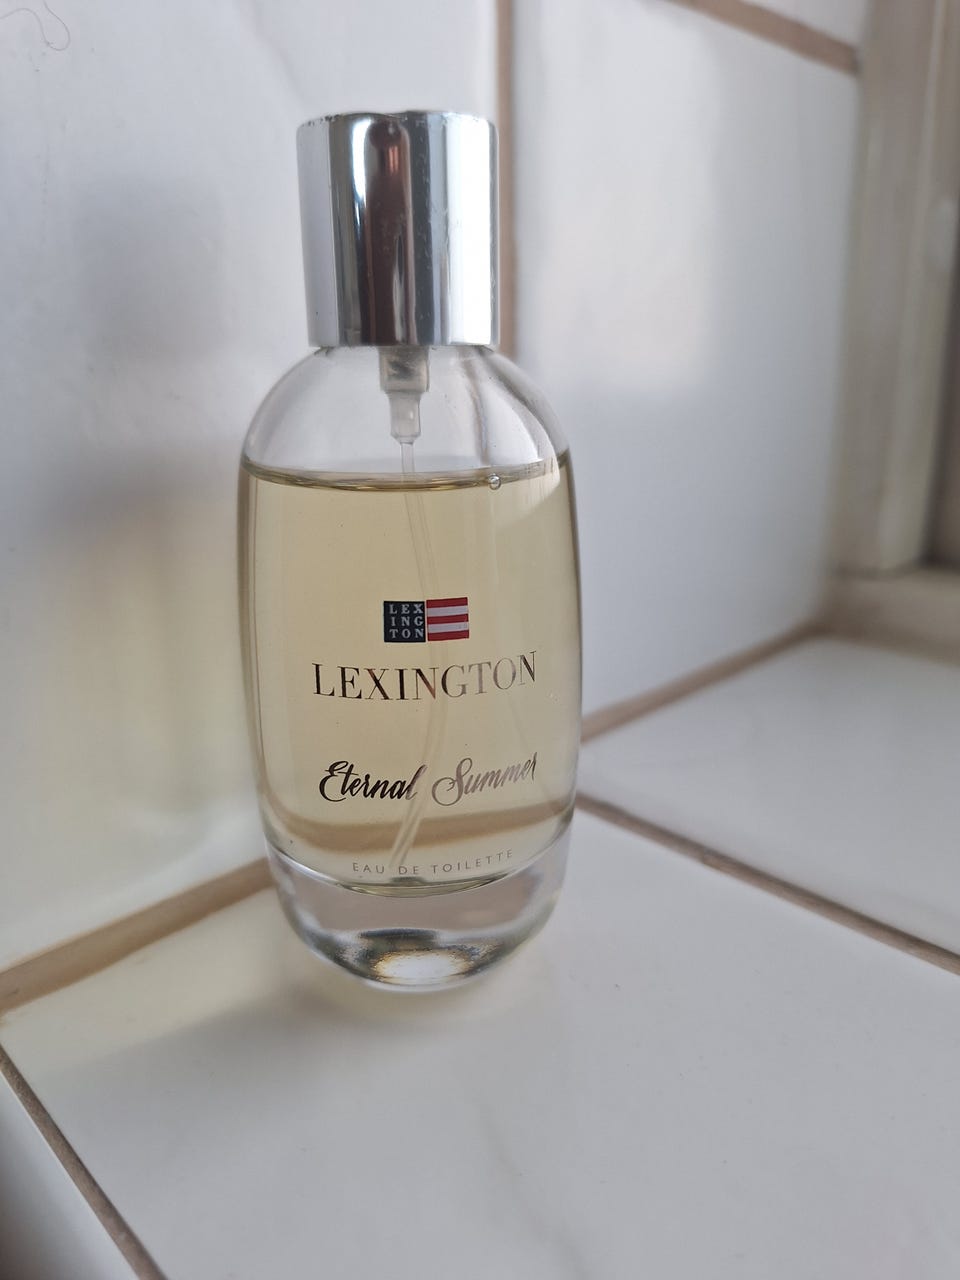 LEX
ING
TON
LEXINGTON
Eternal Summer
EAU DE TOILETTE